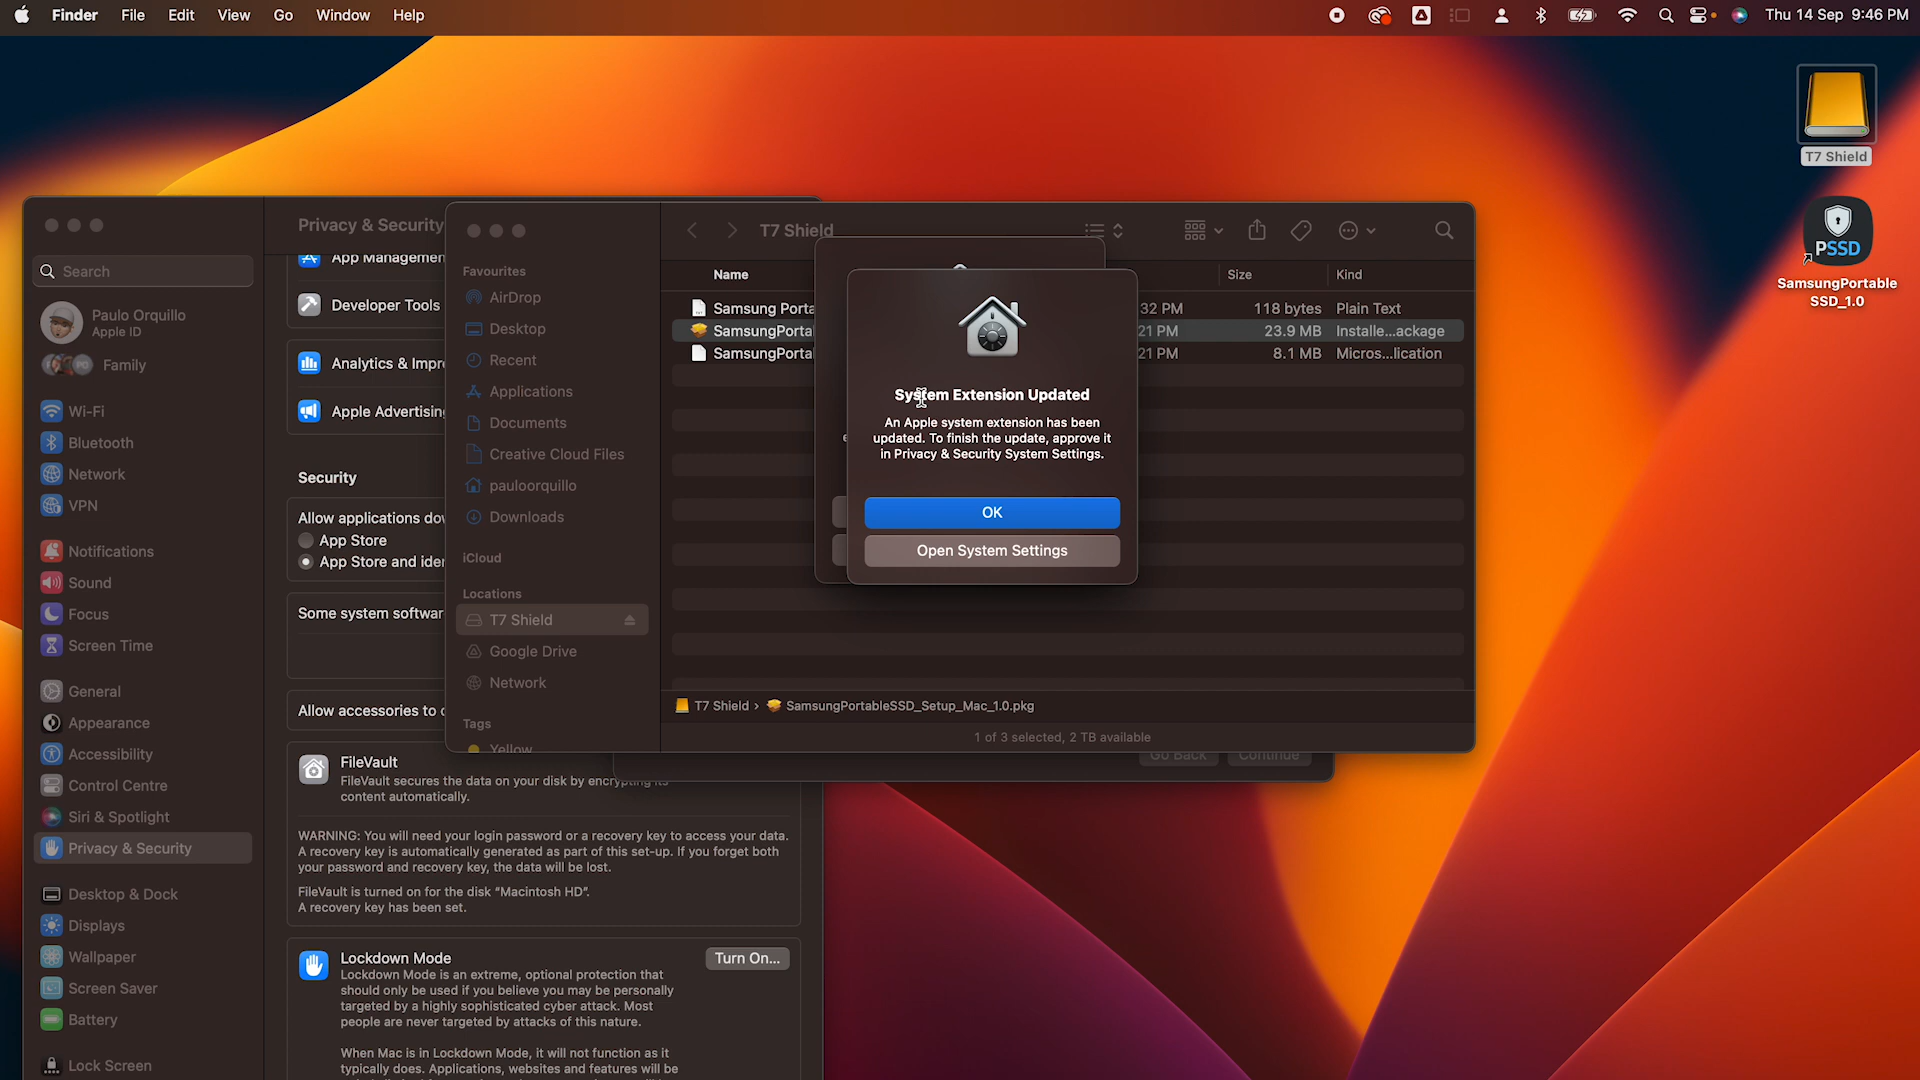 Finder File Edit View Go Window Help
Thu 14 Sep 9:46 PM
T7 Shield
PSSD
SamsungPortable
SSD_1.0
Privacy & Security
Search
Paulo Orquillo
Apple ID
Family
Wi-Fi
Bluetooth
Network
VPN
Notifications
Sound
Focus
Screen Time
General
Appearance
Accessibility
Control Centre
Siri & Spotlight
Privacy & Security
Desktop & Dock
Displays
Wallpaper
Screen Saver
Battery
Lock Screen
App Managemen
Developer Tools
Analytics & Impr
Apple Advertising
Security
Allow applications dow
App Store
App Store and iden
Some system softwar
Allow accessories to c
FileVault
FileVault secures the data on your disk by encrypting its
content automatically.
WARNING: You will need your login password or a recovery key to access your data.
A recovery key is automatically generated as part of this set-up. If you forget both
your password and recovery key, the data will be lost.
FileVault is turned on for the disk “Macintosh HD”.
A recovery key has been set.
Lockdown Mode
Turn On...
Lockdown Mode is an extreme, optional protection that
should only be used if you believe you may be personally
targeted by a highly sophisticated cyber attack. Most
people are never targeted by attacks of this nature.
When Mac is in Lockdown Mode, it will not function as it
typically does. Applications, websites and features will be
Favourites
AirDrop
Desktop
Recent
Applications
Documents
Creative Cloud Files
pauloorquillo
Downloads
iCloud
Locations
T7 Shield
Google Drive
Network
Tags
Yellow
T7 Shield
Name Size Kind
Samsung Porta 32 PM 118 bytes Plain Text
SamsungPorta 21 PM 23.9 MB Installe...ackage
SamsungPorta 21 PM 8.1 MB Micros...lication
T7 Shield › SamsungPortableSSD_Setup_Mac_1.0.pkg
1 of 3 selected, 2 TB available
Go Back Continue
System Extension Updated
An Apple system extension has been
updated. To finish the update, approve it
in Privacy & Security System Settings.
OK
Open System Settings